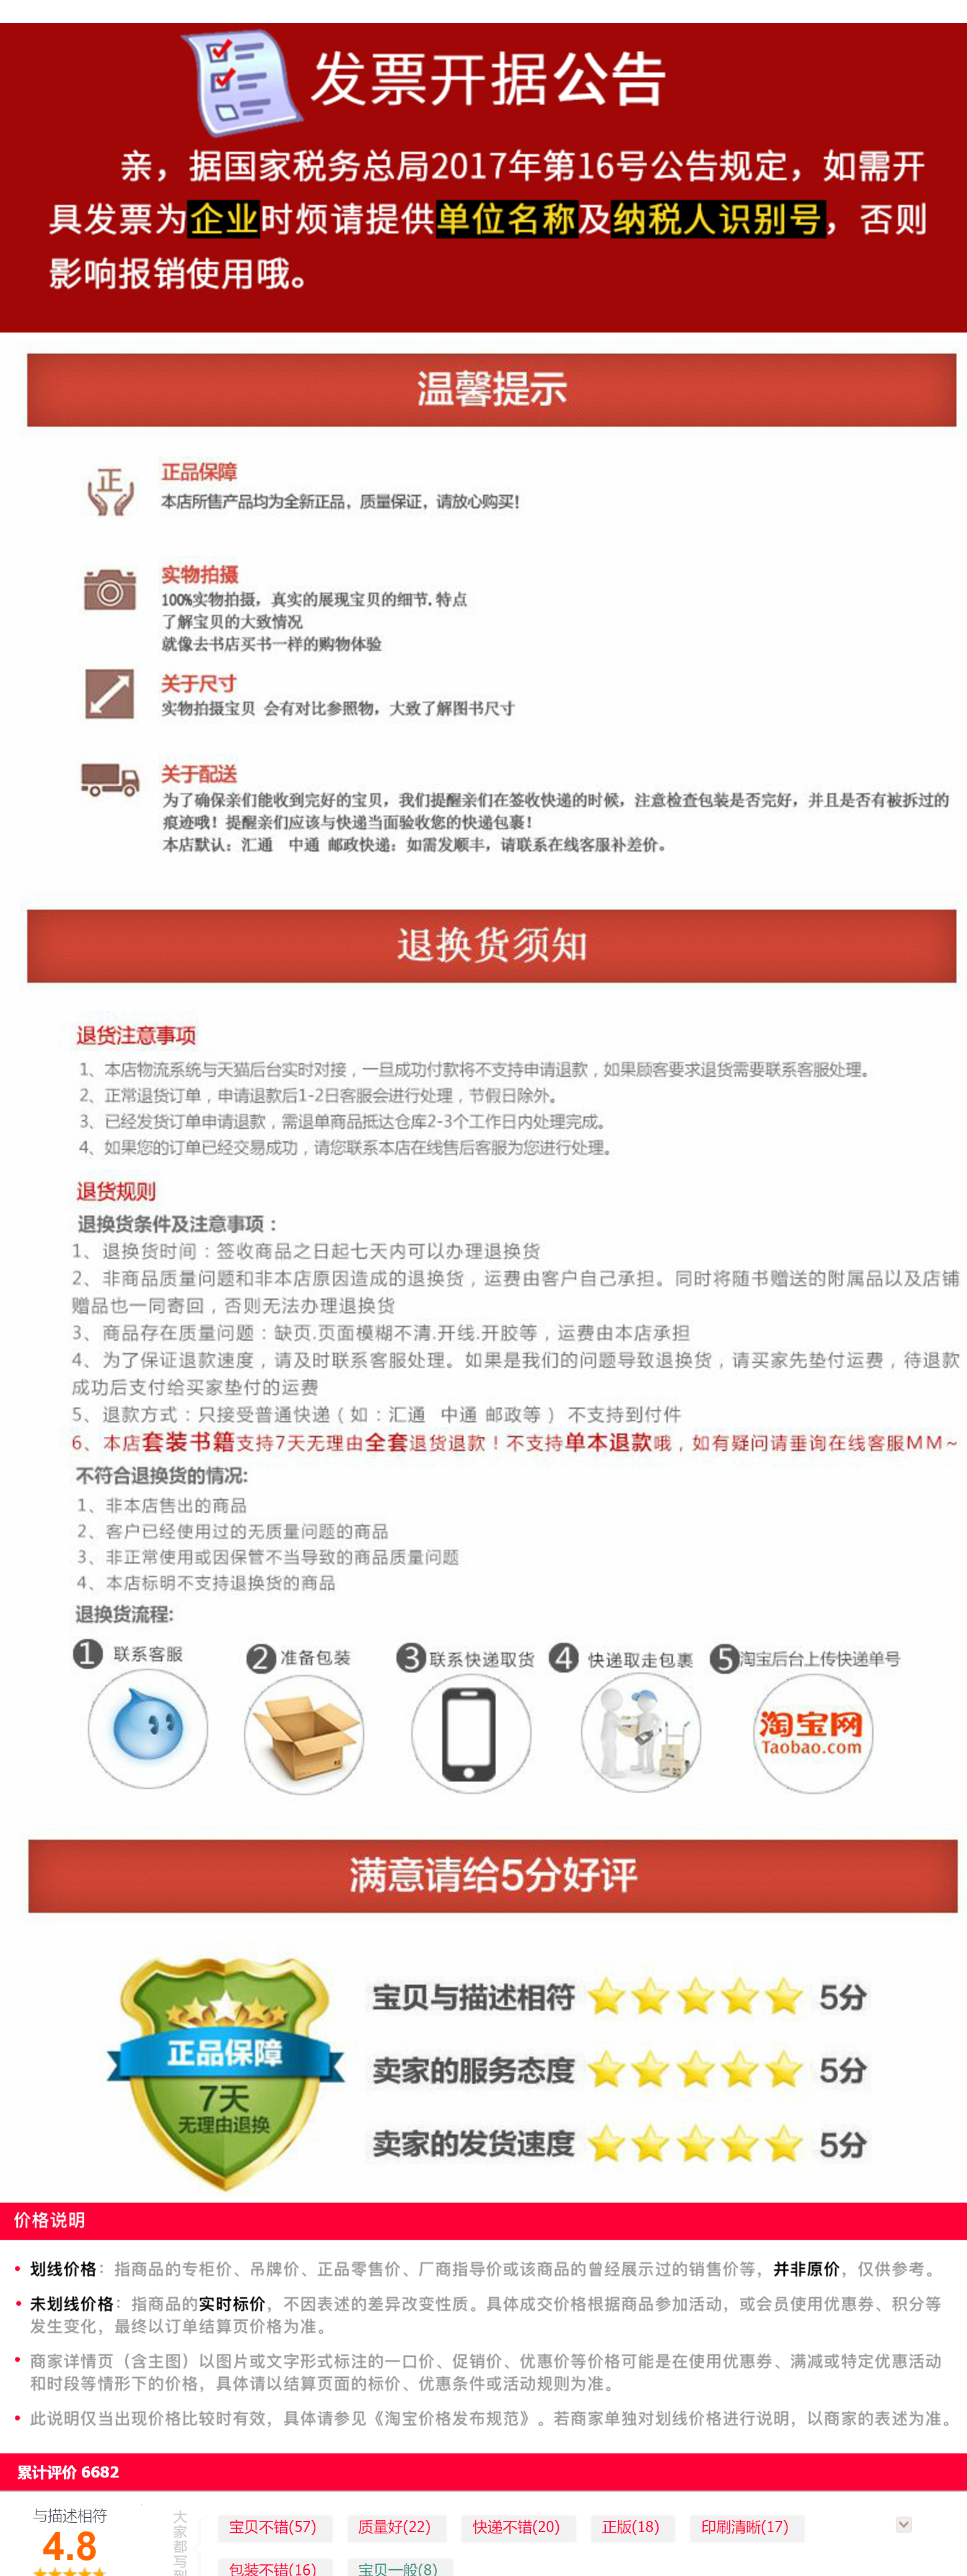 发票开据公告
亲，据国家税务总局2017年第16号公告规定，如需开
具发票为企业时烦请提供单位名称及纳税人识别号，否则
影响报销使用哦。
温馨提示
正
正品保障
本店所售产品均为全新正品，质量保证，请放心购买！
实物拍摄
100%实物拍摄，真实的展现宝贝的细节.特点
了解宝贝的大致情况
就像去书店买书一样的购物体验
关于尺寸
实物拍摄宝贝 会有对比参照物，大致了解图书尺寸
关于配送
为了确保亲们能收到完好的宝贝，我们提醒亲们在签收快递的时候，注意检查包装是否完好，并且是否有被拆过的
痕迹哦！提醒亲们应该与快递当面验收您的快递包裹！
本店默认：汇通 中通 邮政快递：如需发顺丰，请联系在线客服补差价。
退换货须知
退货注意事项
1、本店物流系统与天猫后台实时对接，一旦成功付款将不支持申请退款，如果顾客要求退货需要联系客服处理。
2、正常退货订单，申请退款后1-2日客服会进行处理，节假日除外。
3、已经发货订单申请退款，需退单商品抵达仓库2-3个工作日内处理完成。
4、如果您的订单已经交易成功，请您联系本店在线售后客服为您进行处理。
退货规则
退换货条件及注意事项：
1、退换货时间：签收商品之日起七天内可以办理退换货
2、非商品质量问题和非本店原因造成的退换货，运费由客户自己承担。同时将随书赠送的附属品以及店铺
赠品也一同寄回，否则无法办理退换货
3、商品存在质量问题：缺页.页面模糊不清.开线.开胶等，运费由本店承担
4、为了保证退款速度，请及时联系客服处理。如果是我们的问题导致退换货，请买家先垫付运费，待退款
成功后支付给买家垫付的运费
5、退款方式：只接受普通快递（如：汇通 中通 邮政等） 不支持到付件
6、本店套装书籍支持7天无理由全套退货退款！不支持单本退款哦，如有疑问请垂询在线客服MM~
不符合退换货的情况:
1、非本店售出的商品
2、客户已经使用过的无质量问题的商品
3、非正常使用或因保管不当导致的商品质量问题
4、本店标明不支持退换货的商品
退换货流程:
1 联系客服 2 准备包装 3 联系快递取货 4 快递取走包裹 5 淘宝后台上传快递单号
淘宝网
Taobao.com
满意请给5分好评
正品保障
7天
无理由退换
宝贝与描述相符 5分
卖家的服务态度 5分
卖家的发货速度 5分
价格说明
• 划线价格：指商品的专柜价、吊牌价、正品零售价、厂商指导价或该商品的曾经展示过的销售价等，并非原价，仅供参考。
• 未划线价格：指商品的实时标价，不因表述的差异改变性质。具体成交价格根据商品参加活动，或会员使用优惠券、积分等
发生变化，最终以订单结算页价格为准。
• 商家详情页（含主图）以图片或文字形式标注的一口价、促销价、优惠价等价格可能是在使用优惠券、满减或特定优惠活动
和时段等情形下的价格，具体请以结算页面的标价、优惠条件或活动规则为准。
• 此说明仅当出现价格比较时有效，具体请参见《淘宝价格发布规范》。若商家单独对划线价格进行说明，以商家的表述为准。
累计评价 6682
与描述相符
4.8
大家都写到
宝贝不错(57) 质量好(22) 快递不错(20) 正版(18) 印刷清晰(17)
包装不错(16) 宝贝一般(8)